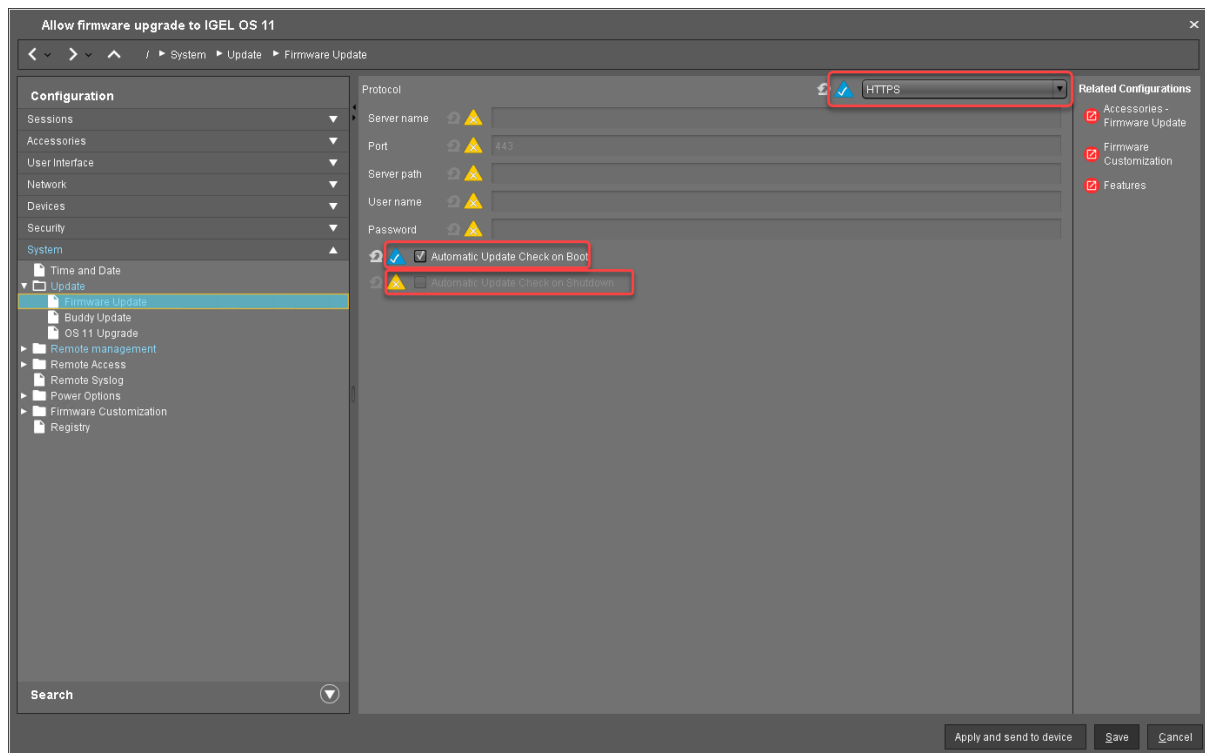 Allow firmware upgrade to IGEL OS 11
/ System Update Firmware Update
Configuration
Sessions
Accessories
User Interface
Network
Devices
Security
System
Time and Date
Update
Firmware Update
Buddy Update
OS 11 Upgrade
Remote management
Remote Access
Remote Syslog
Power Options
Firmware Customization
Registry
Search
Protocol
HTTPS
Server name
Port
443
Server path
User name
Password
Automatic Update Check on Boot
Automatic Update Check on Shutdown
Related Configurations
Accessories -
Firmware Update
Firmware
Customization
Features
Apply and send to device
Save
Cancel